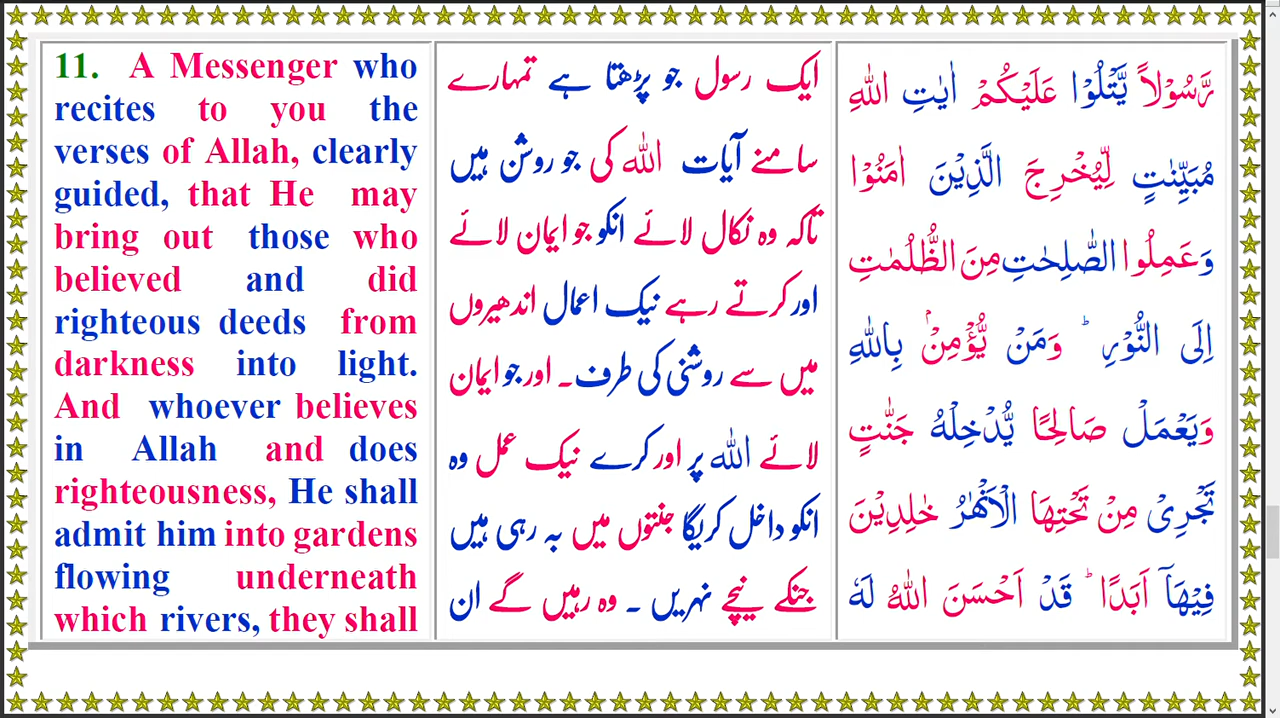 11. A Messenger who
recites to you the
verses of Allah, clearly
guided, that He may
bring out those who
believed and did
righteous deeds from
darkness into light.
And whoever believes
in Allah and does
righteousness, He shall
admit him into gardens
flowing underneath
which rivers, they shall
ایک رسول جو پڑھتا ہے تمہارے
سامنے آیات اللہ کی جو روشن ہیں
تاکہ وہ نکال لائے انکو جو ایمان لائے
اور کرتے رہے نیک اعمال اندھیروں
میں سے روشنی کی طرف۔ اور جو ایمان
لائے اللہ پر اور کرے نیک عمل وہ
انکو داخل کریگا جنتوں میں بہ رہی ہیں
جنکے نیچے نہریں ۔ وہ رہیں گے ان
رَّسُوْلاً يَّتْلُوْا عَلَيْكُمْ اٰيٰتِ اللهِ
مُبَيِّنٰتٍ لِّيُخْرِجَ الَّذِيْنَ اٰمَنُوْا
وَعَمِلُوا الصّٰلِحٰتِ مِنَ الظُّلُمٰتِ
اِلَى النُّوْرِ ؕ وَمَنْ يُّؤْمِنْۢ بِاللهِ
وَيَعْمَلْ صَالِحًا يُّدْخِلْهُ جَنّٰتٍ
تَجْرِىْ مِنْ تَحْتِهَا الْاَنْهٰرُ خٰلِدِيْنَ
فِيْهَاۤ اَبَدًا ؕ قَدْ اَحْسَنَ اللهُ لَهٗ